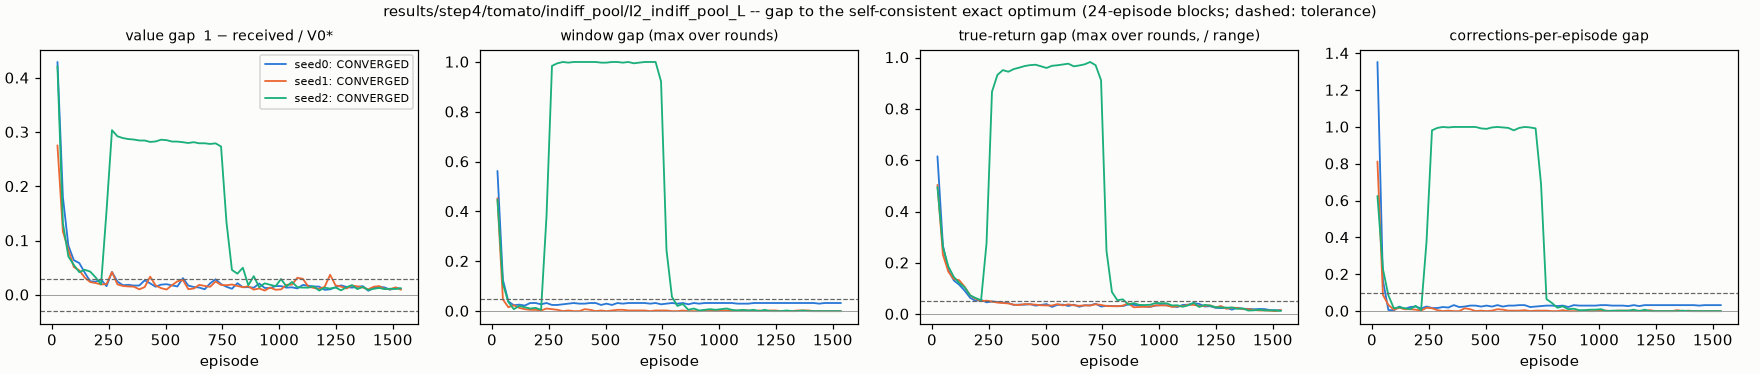 results/step4/tomato/indiff_pool/I2_indiff_pool_L -- gap to the self-consistent exact optimum (24-episode blocks; dashed: tolerance)
value gap 1 − received / V0*
0.4
0.3
0.2
0.1
0.0
seed0: CONVERGED
seed1: CONVERGED
seed2: CONVERGED
0 250 500 750 1000 1250 1500
episode
window gap (max over rounds)
1.0
0.8
0.6
0.4
0.2
0.0
0 250 500 750 1000 1250 1500
episode
true-return gap (max over rounds, / range)
1.0
0.8
0.6
0.4
0.2
0.0
0 250 500 750 1000 1250 1500
episode
corrections-per-episode gap
1.4
1.2
1.0
0.8
0.6
0.4
0.2
0.0
0 250 500 750 1000 1250 1500
episode